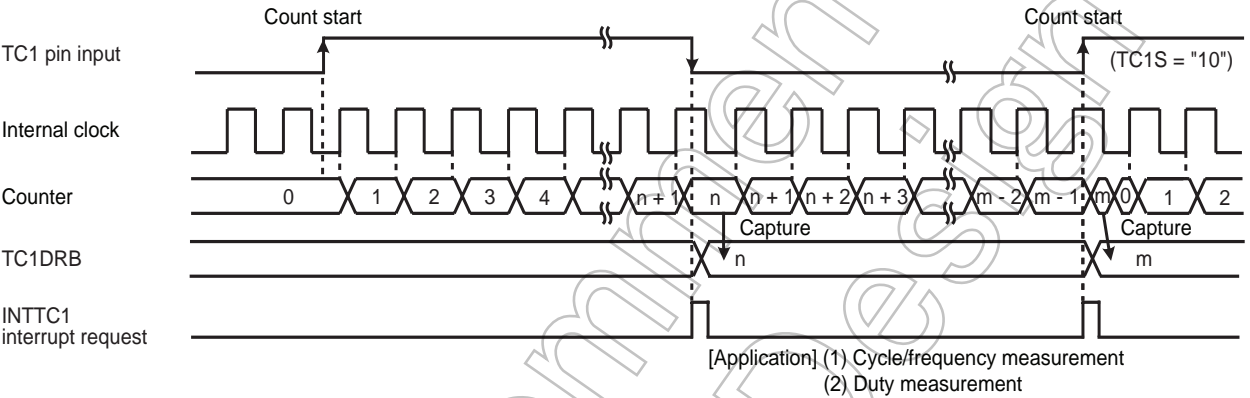 Count start Count start
TC1 pin input
(TC1S = "10")
Internal clock
Counter 0 1 2 3 4 n + 1 n n + 1 n + 2 n + 3 m - 2 m - 1 m 0 1 2
Capture Capture
TC1DRB n m
INTTC1
interrupt request
[Application] (1) Cycle/frequency measurement
(2) Duty measurement